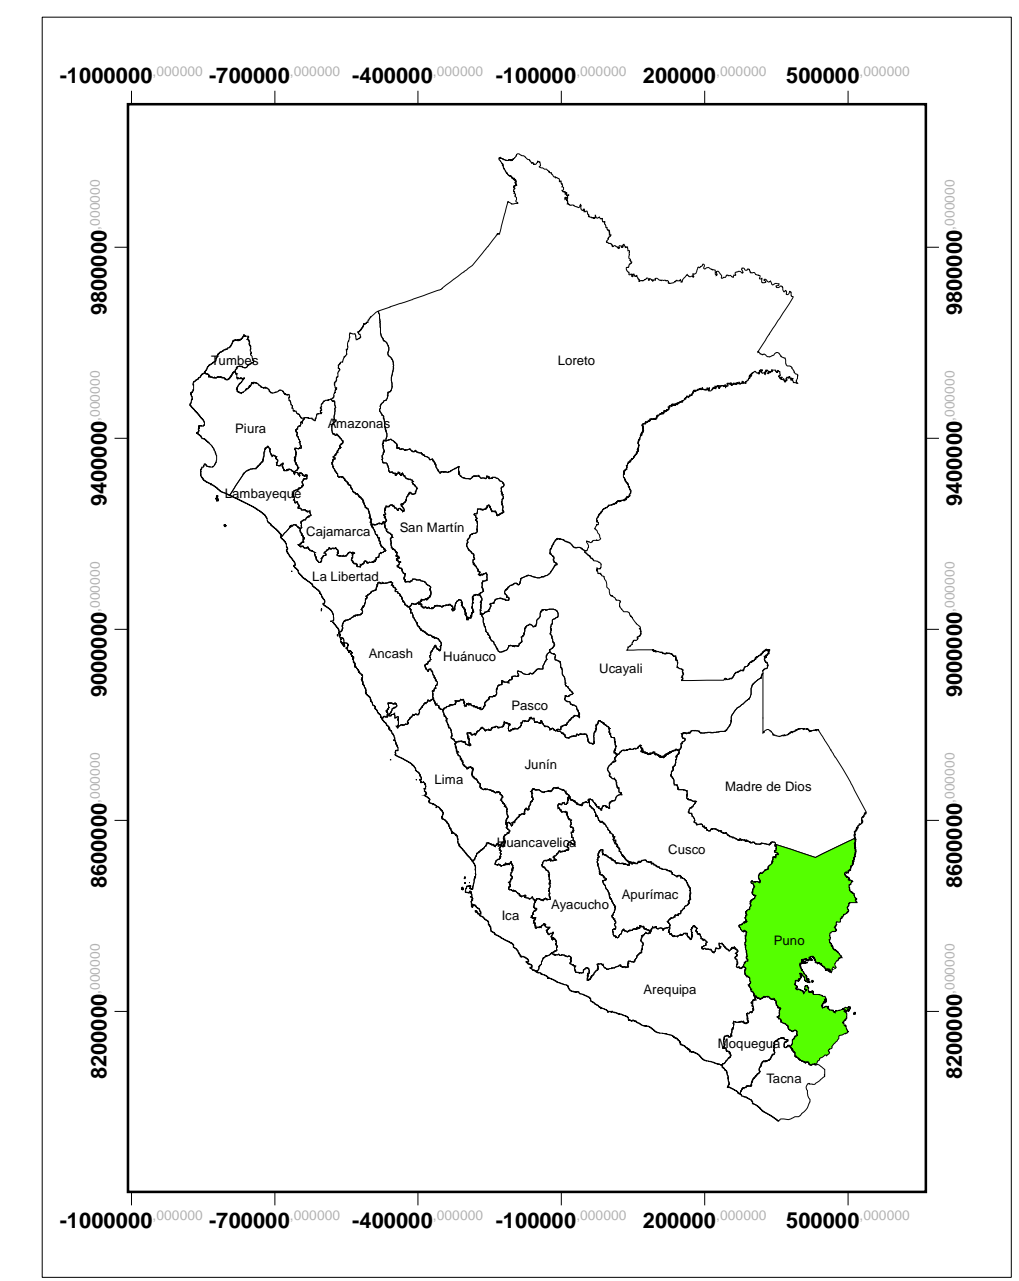 -1000000,000000 -700000,000000 -400000,000000 -100000,000000 200000,000000 500000,000000
9800000,000000
9800000,000000
Loreto
Tumbes
Amazonas
Piura
9400000,000000
9400000,000000
Lambayeque
San Martín
Cajamarca
La Libertad
9000000,000000
9000000,000000
Ancash
Huánuco
Ucayali
Pasco
Junín
Lima
Madre de Dios
8600000,000000
8600000,000000
Huancavelica
Cusco
Apurímac
Ayacucho
Ica
Puno
Arequipa
8200000,000000
8200000,000000
Moquegua
Tacna
-1000000,000000 -700000,000000 -400000,000000 -100000,000000 200000,000000 500000,000000